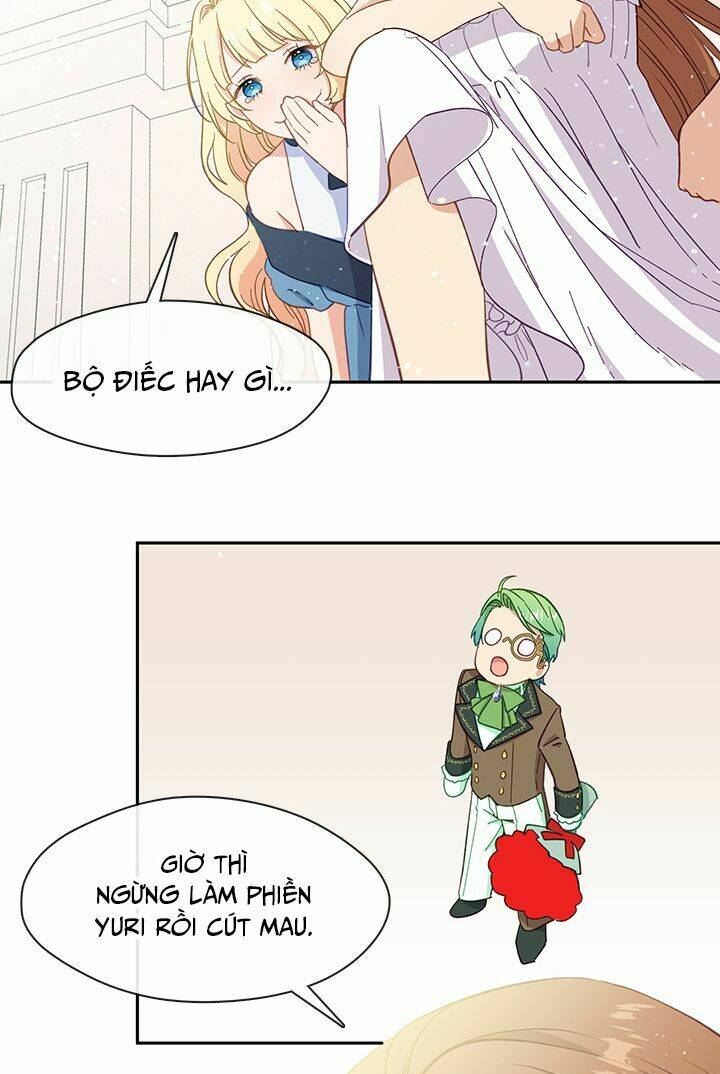 BỘ ĐIẾC HAY GÌ...
GIỜ THÌ
NGỪNG LÀM PHIỀN
YURI RỒI CÚT MAU.